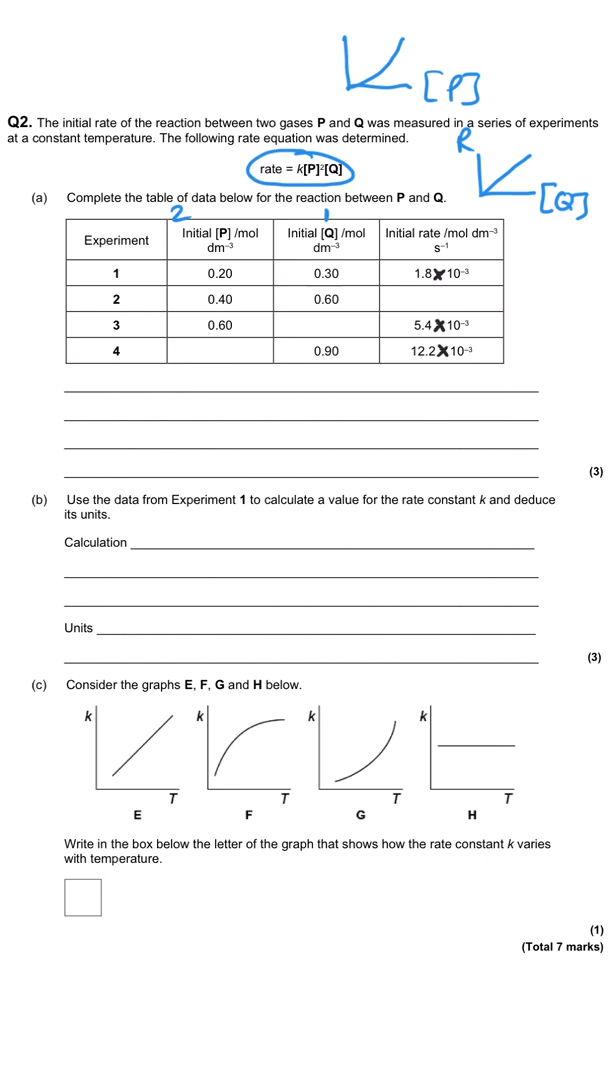 [P]
Q2. The initial rate of the reaction between two gases P and Q was measured in a series of experiments
at a constant temperature. The following rate equation was determined.
R
rate = k[P]²[Q]
[Q]
(a) Complete the table of data below for the reaction between P and Q.
2 1
Experiment Initial [P] /mol dm⁻³ Initial [Q] /mol dm⁻³ Initial rate /mol dm⁻³ s⁻¹
1 0.20 0.30 1.8 × 10⁻³
2 0.40 0.60
3 0.60 5.4 × 10⁻³
4 0.90 12.2 × 10⁻³
(3)
(b) Use the data from Experiment 1 to calculate a value for the rate constant k and deduce
its units.
Calculation
Units
(3)
(c) Consider the graphs E, F, G and H below.
k k k k
T T T T
E F G H
Write in the box below the letter of the graph that shows how the rate constant k varies
with temperature.
(1)
(Total 7 marks)